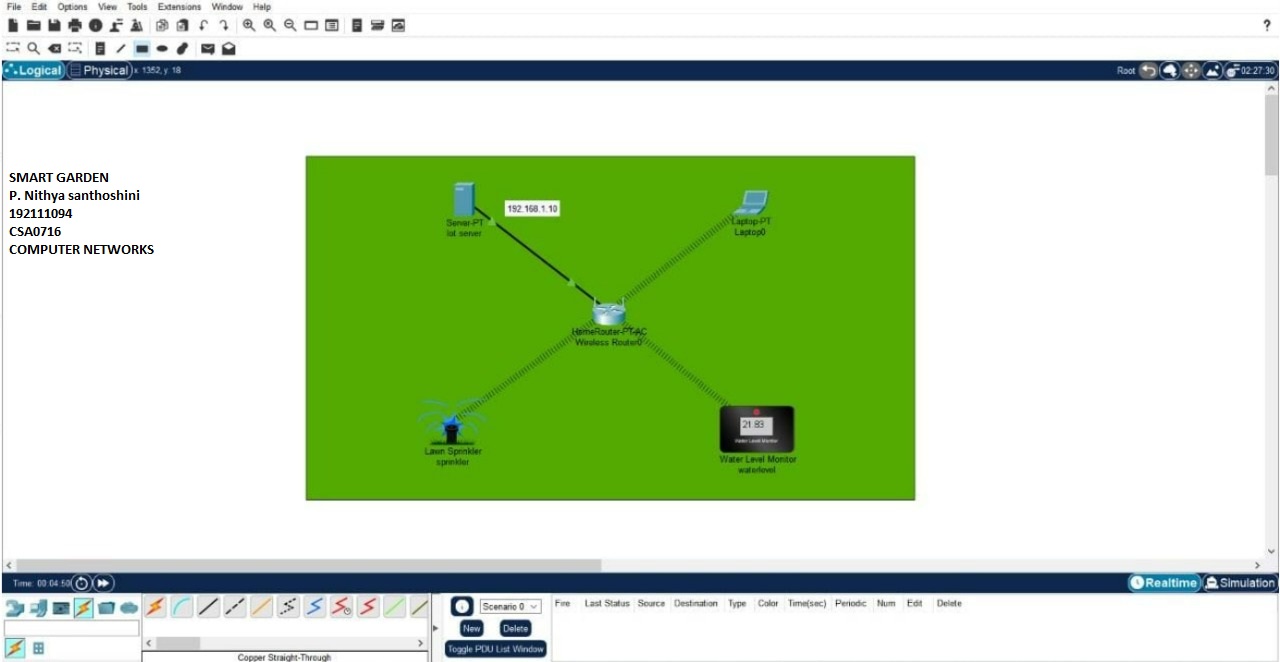 File Edit Options View Tools Extensions Window Help
?
Logical Physical x: 1352, y: 18 Root 02:27:30
SMART GARDEN
P. Nithya santhoshini
192111094
CSA0716
COMPUTER NETWORKS
192.168.1.10
Server-PT
iot server
Laptop-PT
Laptop0
HomeRouter-PT-AC
Wireless Router0
Lawn Sprinkler
sprinkler
21.83
Water Level Monitor
Water Level Monitor
waterlevel
Time: 00:04:50 Realtime Simulation
Scenario 0 Fire Last Status Source Destination Type Color Time(sec) Periodic Num Edit Delete
New Delete
Toggle PDU List Window
Copper Straight-Through